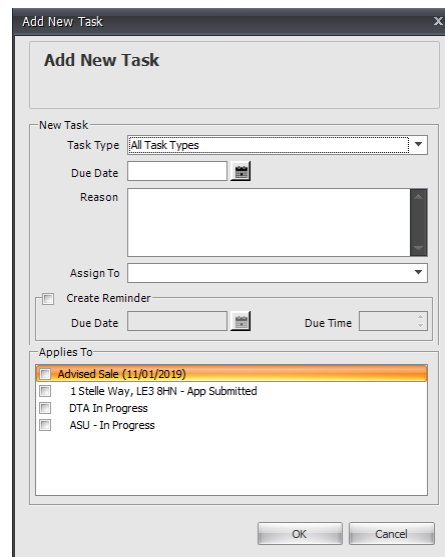 Add New Task x
Add New Task
New Task
Task Type All Task Types
Due Date
Reason
Assign To
Create Reminder
Due Date Due Time
Applies To
Advised Sale (11/01/2019)
1 Stelle Way, LE3 8HN - App Submitted
DTA In Progress
ASU - In Progress
OK Cancel